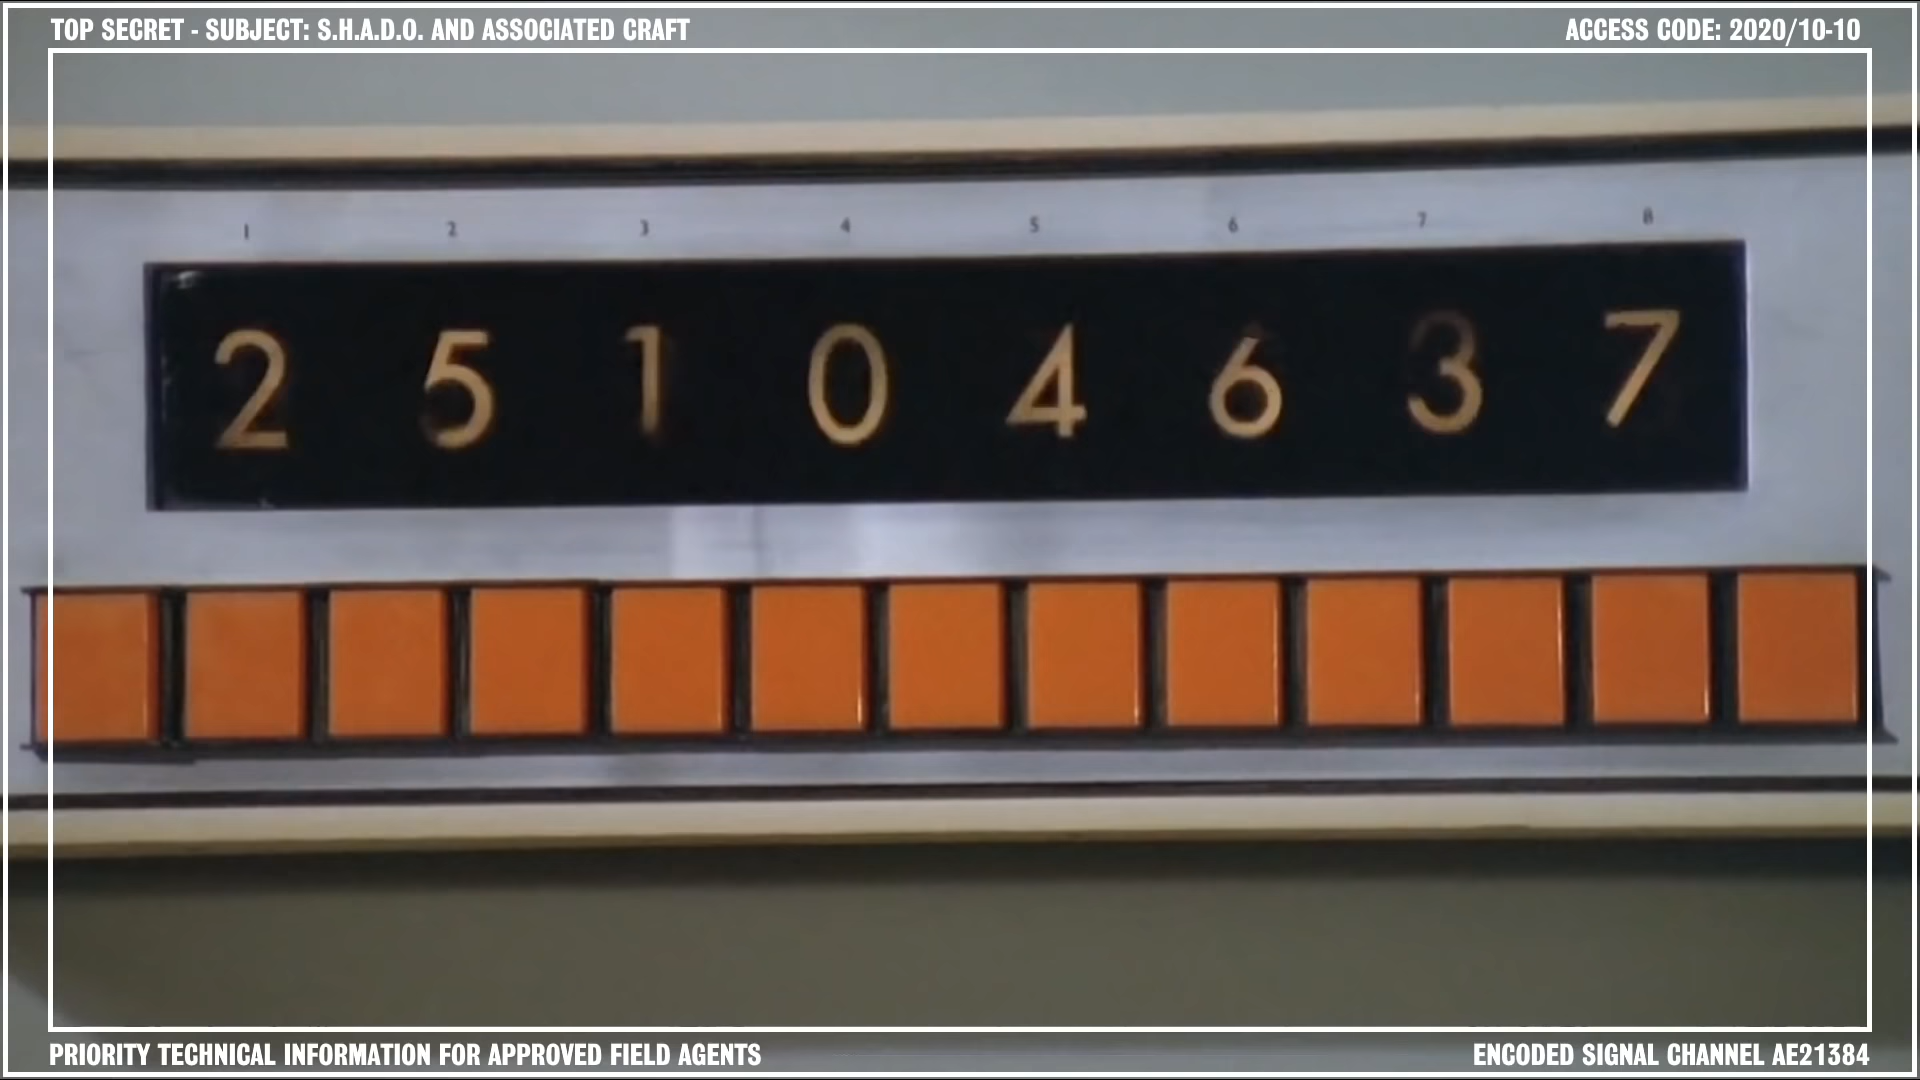 TOP SECRET - SUBJECT: S.H.A.D.O. AND ASSOCIATED CRAFT
ACCESS CODE: 2020/10-10
1 2 3 4 5 6 7 8
2 5 1 0 4 6 3 7
PRIORITY TECHNICAL INFORMATION FOR APPROVED FIELD AGENTS
ENCODED SIGNAL CHANNEL AE21384